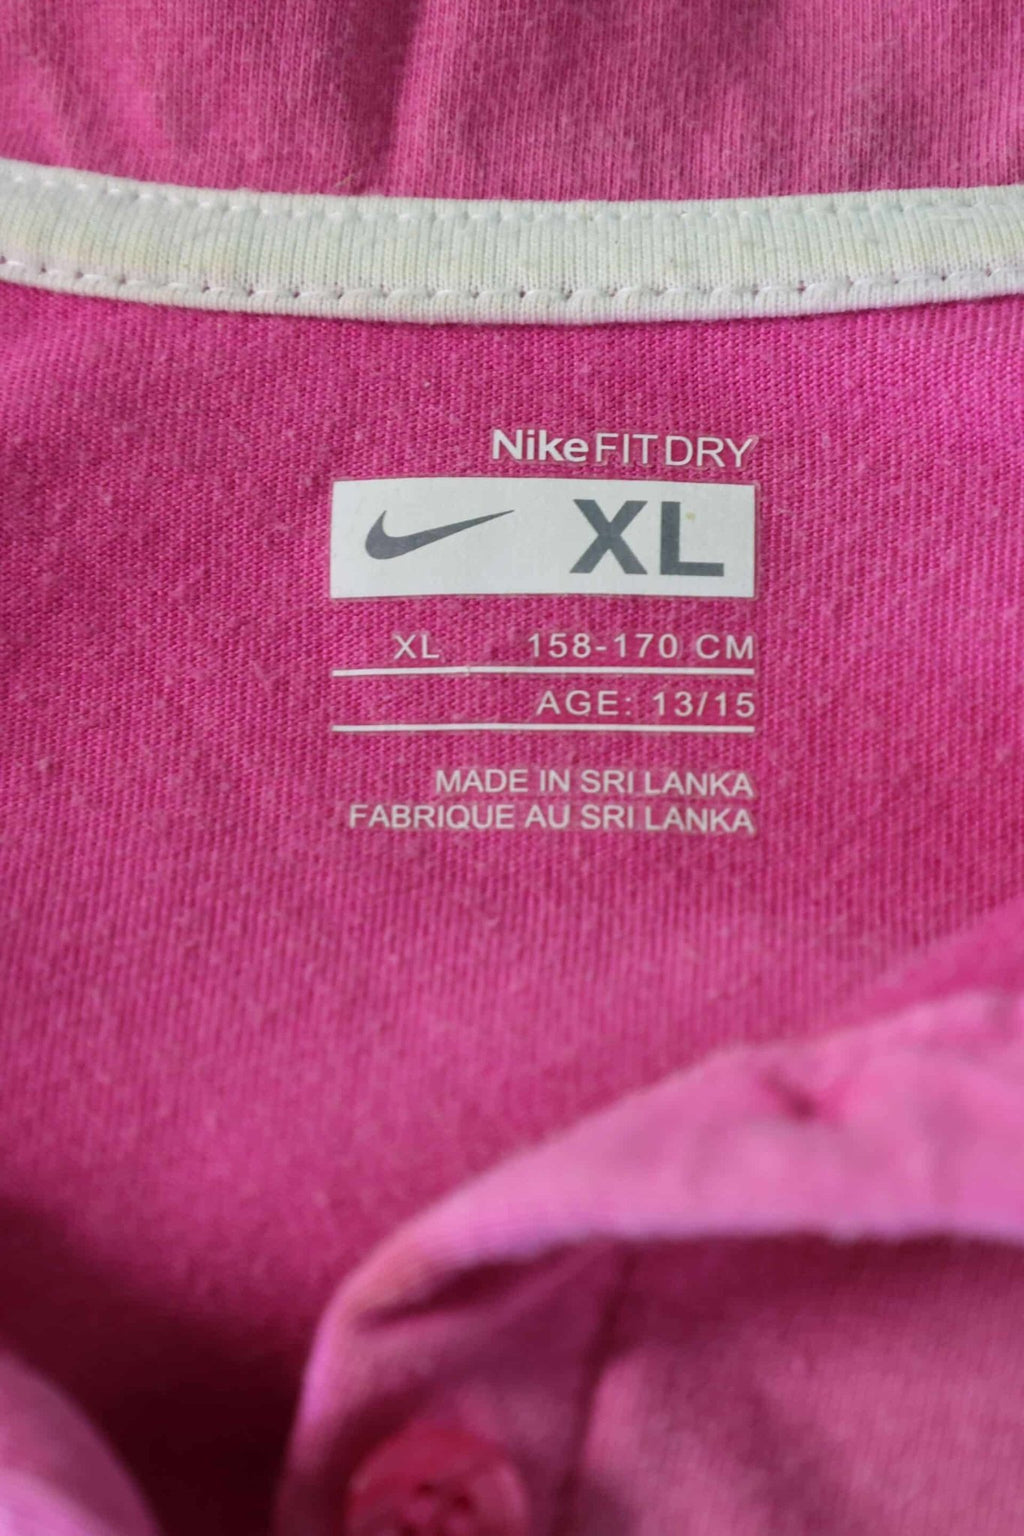 NikeFIT DRY
XL
XL 158-170 CM
AGE: 13/15
MADE IN SRI LANKA
FABRIQUE AU SRI LANKA